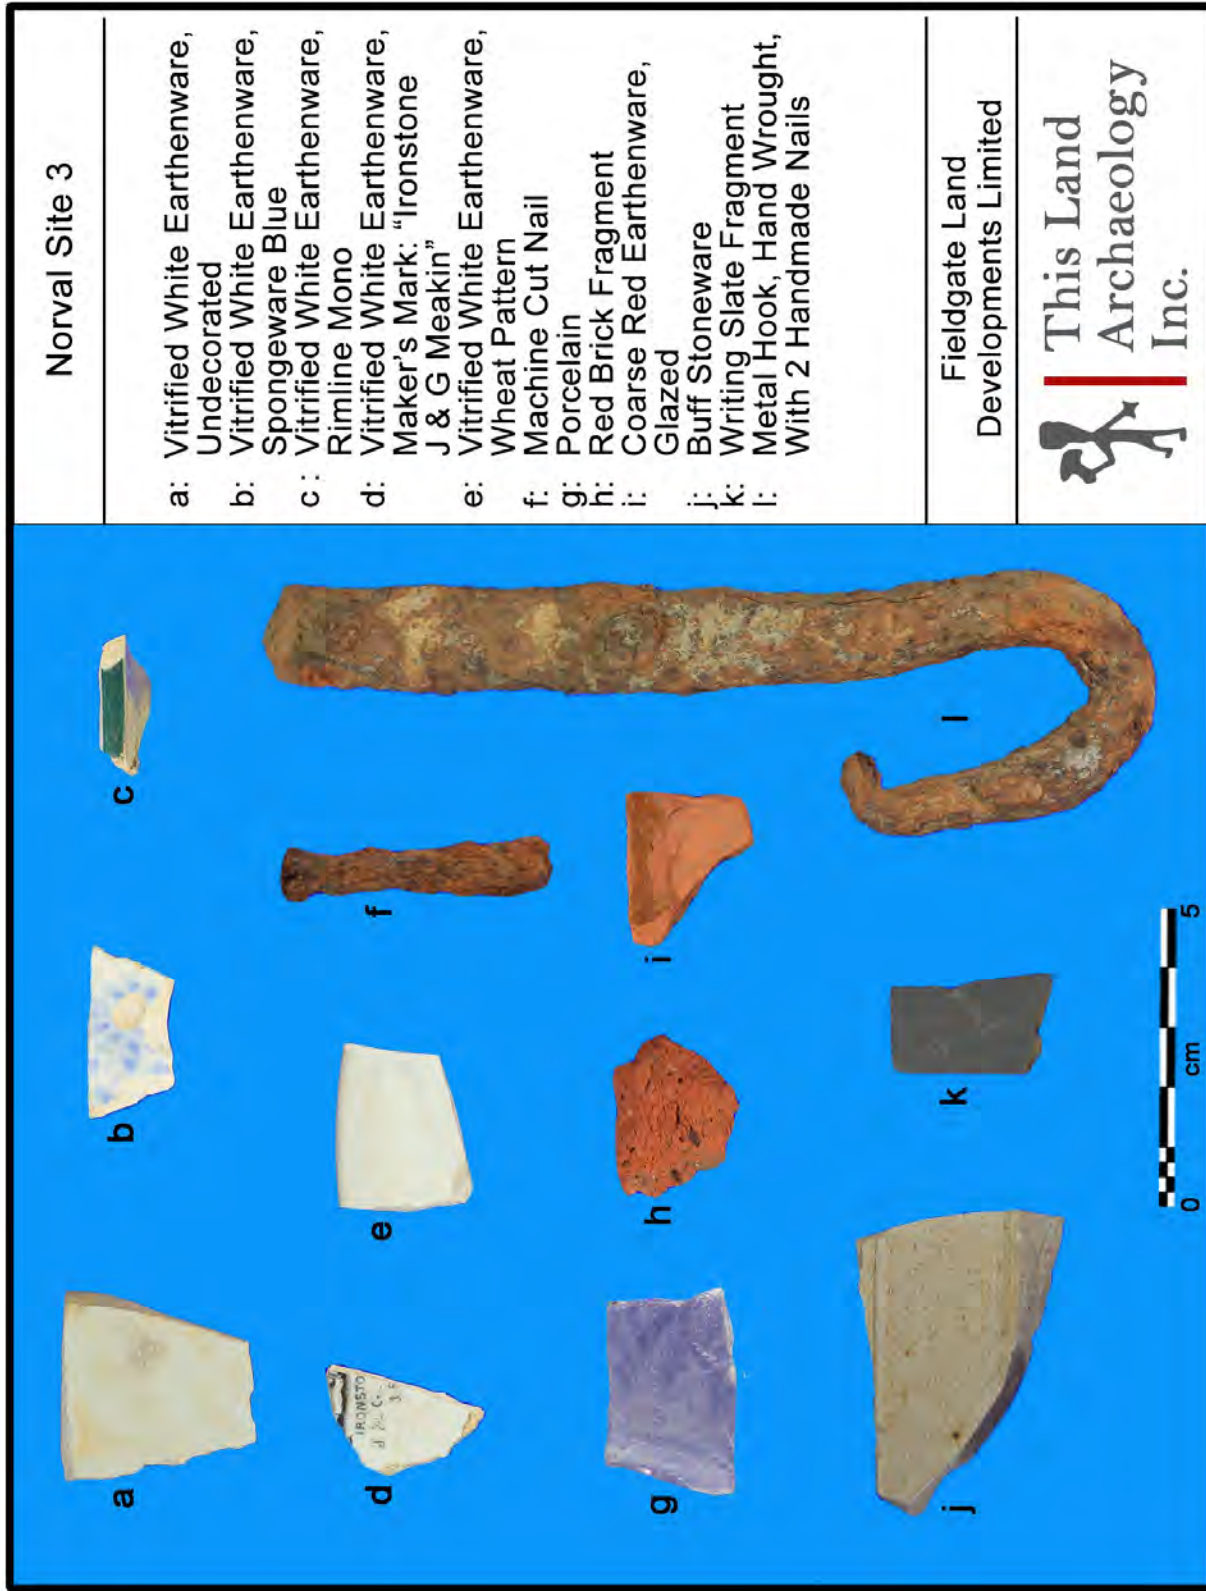 Norval Site 3
a: Vitrified White Earthenware,
Undecorated
b: Vitrified White Earthenware,
Spongeware Blue
c : Vitrified White Earthenware,
Rimline Mono
d: Vitrified White Earthenware,
Maker's Mark: "Ironstone
J & G Meakin"
e: Vitrified White Earthenware,
Wheat Pattern
f: Machine Cut Nail
g: Porcelain
h: Red Brick Fragment
i: Coarse Red Earthenware,
Glazed
j: Buff Stoneware
k: Writing Slate Fragment
l: Metal Hook, Hand Wrought,
With 2 Handmade Nails
Fieldgate Land
Developments Limited
This Land
Archaeology
Inc.
a
b
c
d
IRONSTO
e
f
g
h
i
j
k
l
0 cm 5